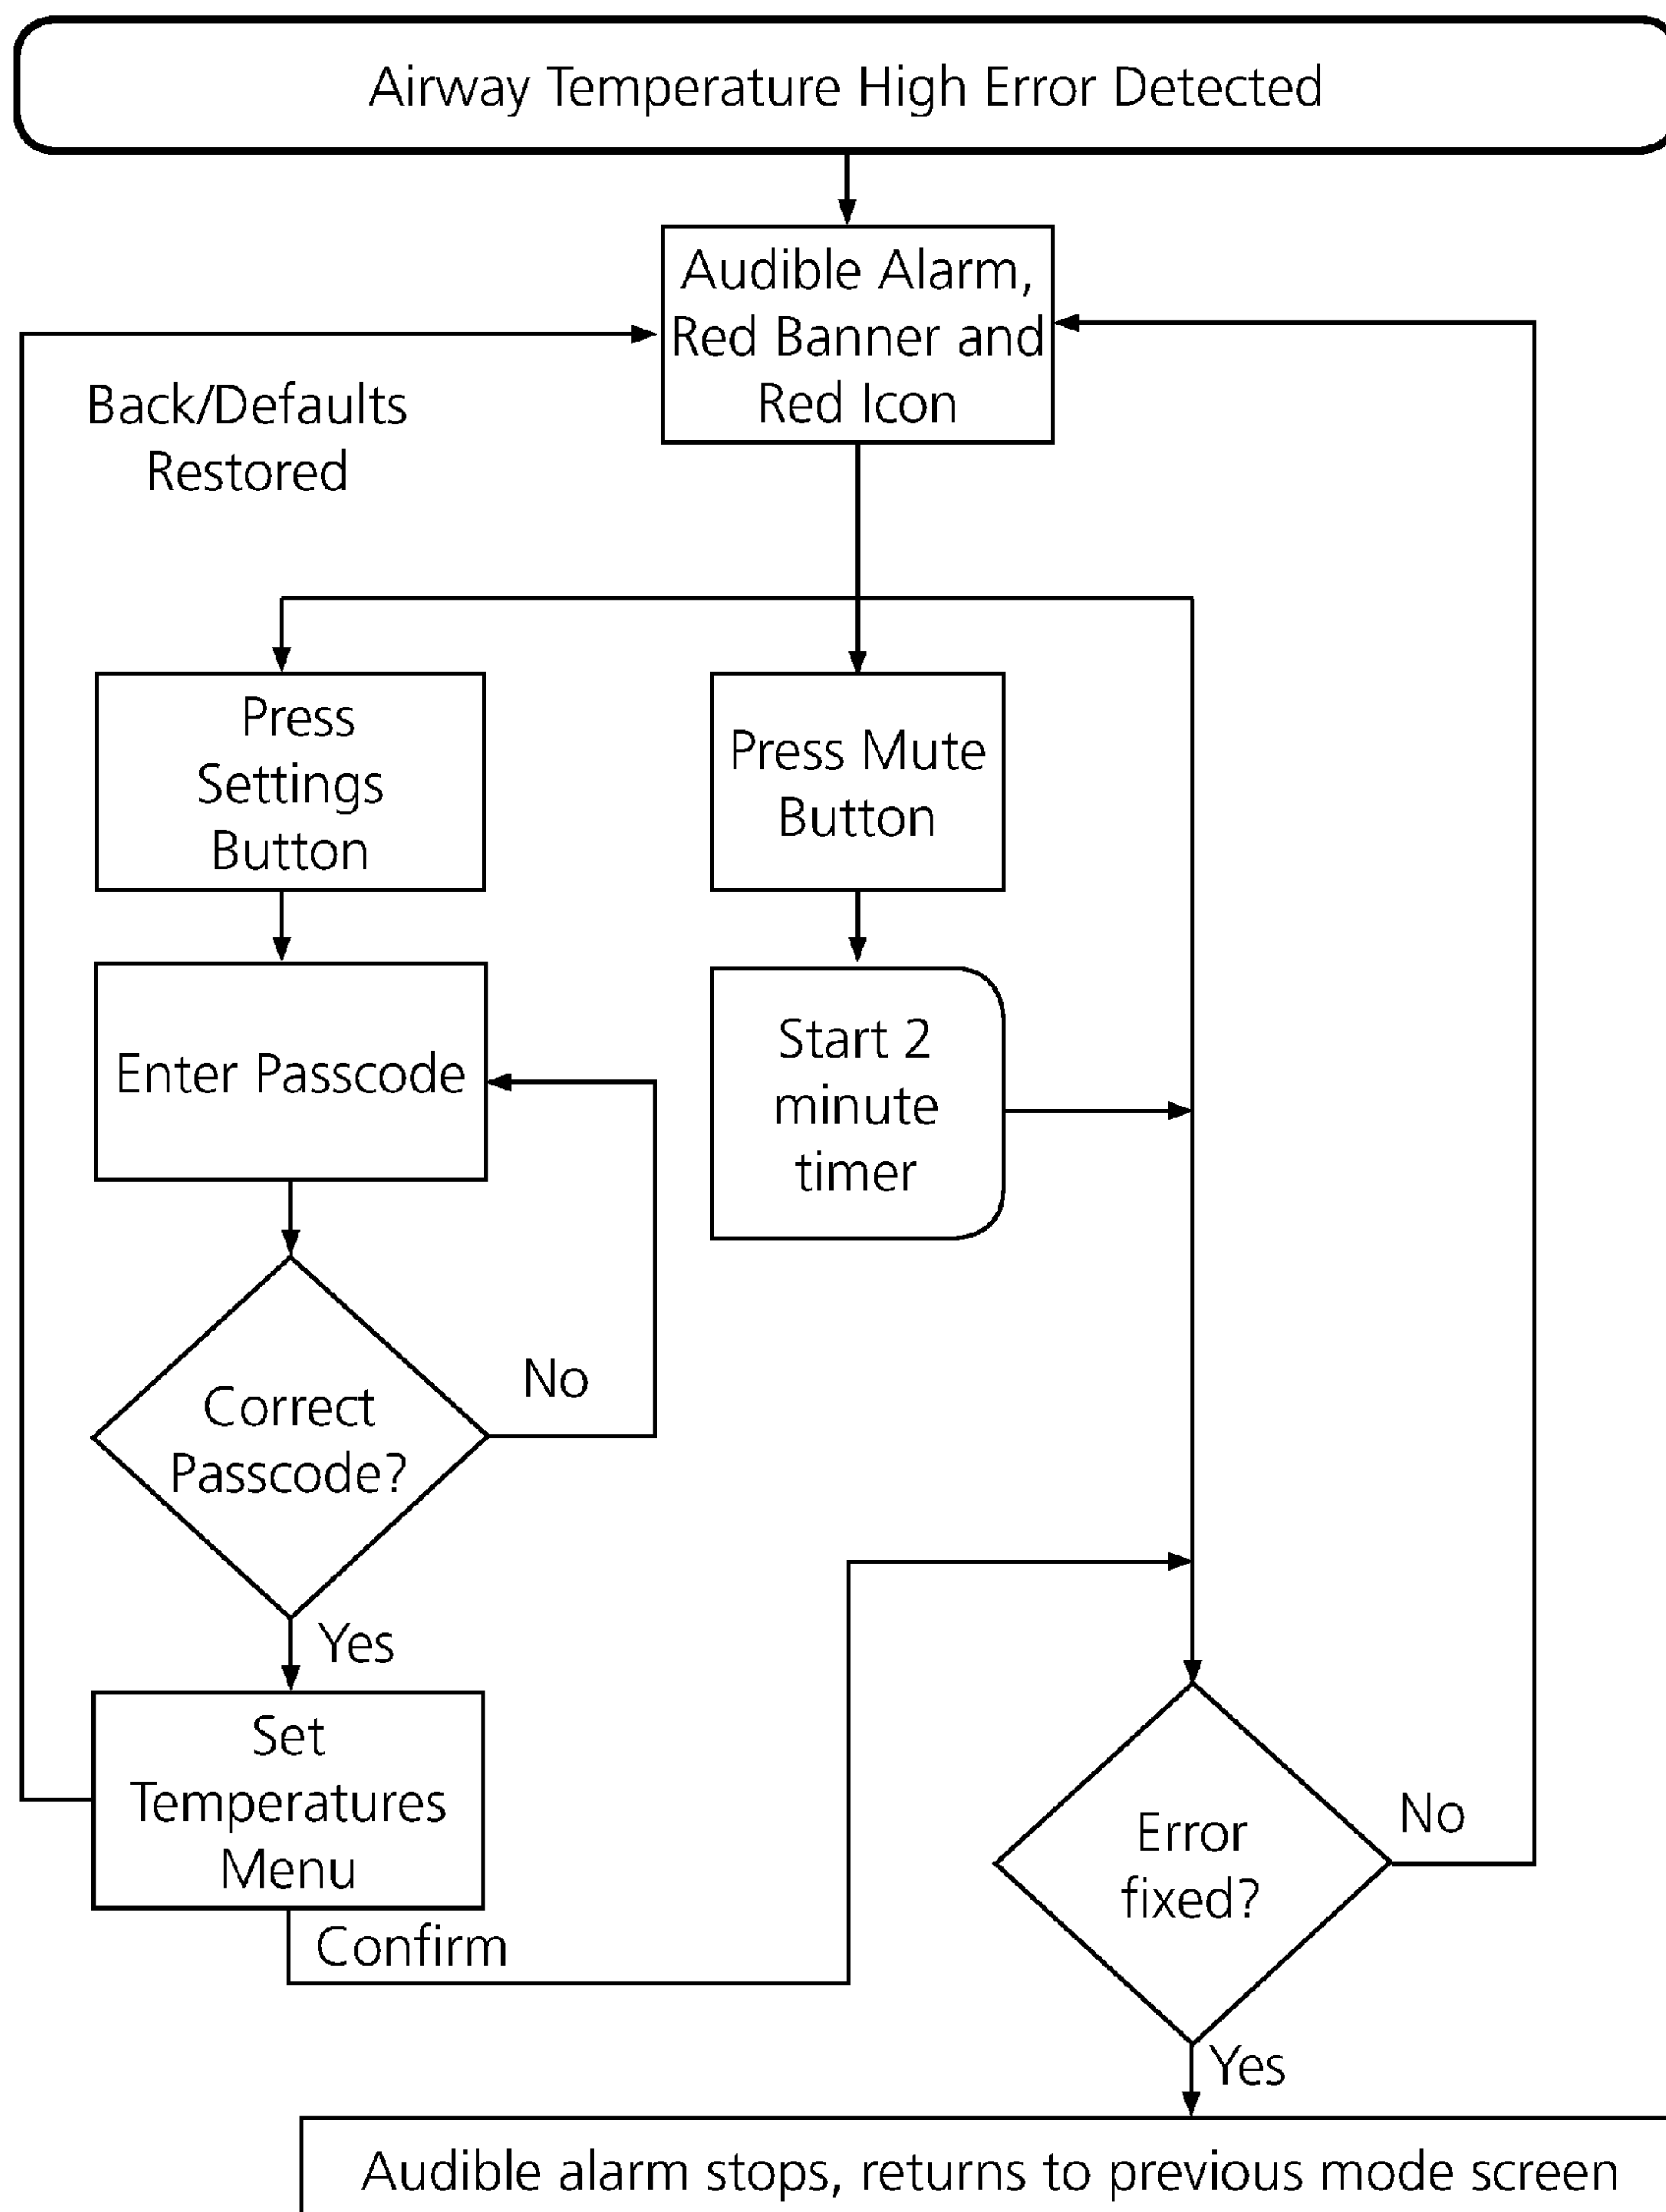 Airway Temperature High Error Detected
Audible Alarm,
Red Banner and
Red Icon
Back/Defaults
Restored
Press
Settings
Button
Press Mute
Button
Enter Passcode
Start 2
minute
timer
Correct
Passcode?
No
Yes
Set
Temperatures
Menu
Confirm
Error
fixed?
No
Yes
Audible alarm stops, returns to previous mode screen